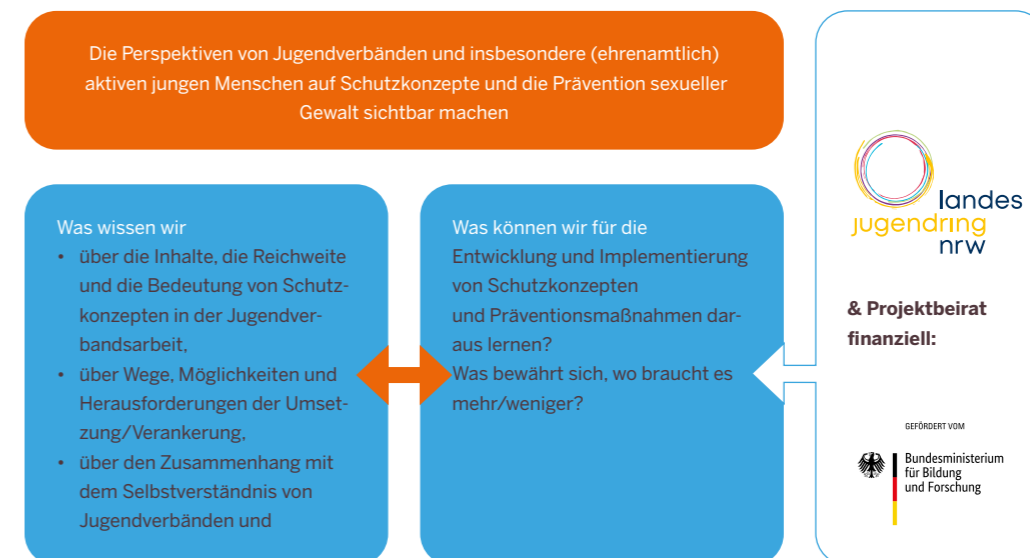 Die Perspektiven von Jugendverbänden und insbesondere (ehrenamtlich)
aktiven jungen Menschen auf Schutzkonzepte und die Prävention sexueller
Gewalt sichtbar machen
Was wissen wir
• über die Inhalte, die Reichweite
und die Bedeutung von Schutz-
konzepten in der Jugendver-
bandsarbeit,
• über Wege, Möglichkeiten und
Herausforderungen der Umset-
zung/Verankerung,
• über den Zusammenhang mit
dem Selbstverständnis von
Jugendverbänden und
Was können wir für die
Entwicklung und Implementierung
von Schutzkonzepten
und Präventionsmaßnahmen dar-
aus lernen?
Was bewährt sich, wo braucht es
mehr/weniger?
landes
jugendring
nrw
& Projektbeirat
finanziell:
GEFÖRDERT VOM
Bundesministerium
für Bildung
und Forschung